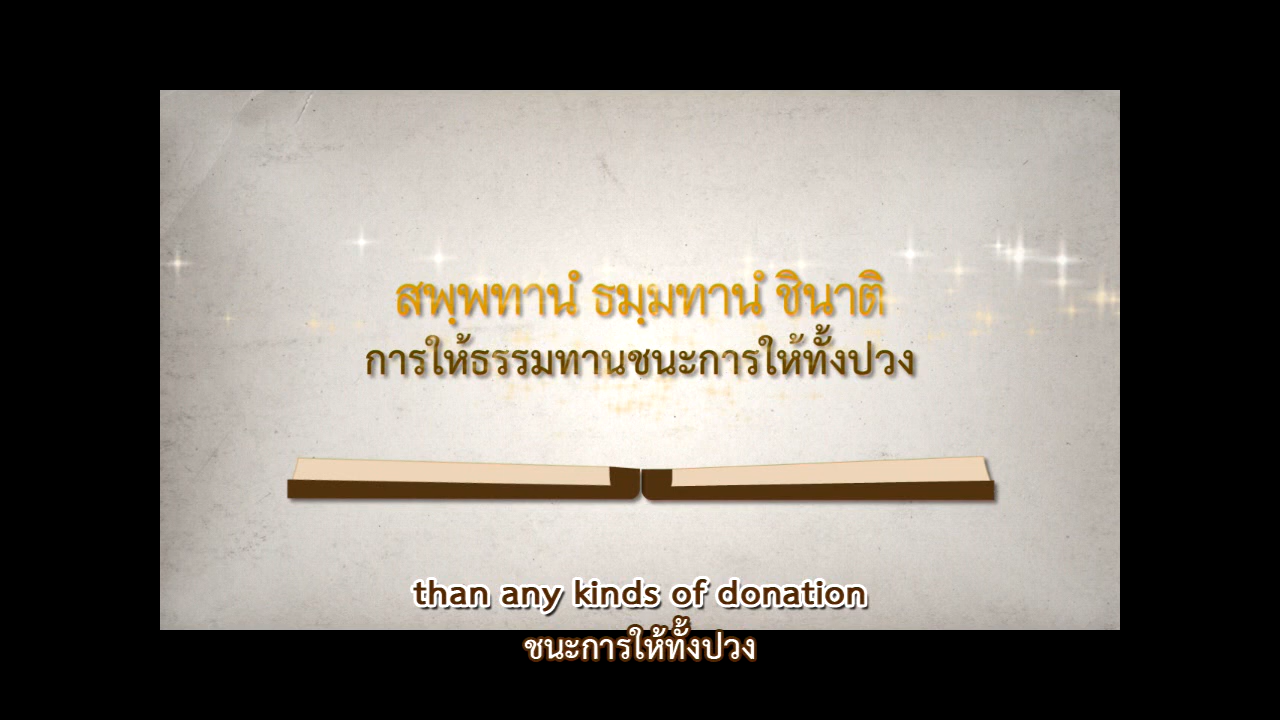 สพฺพทานํ ธมฺมทานํ ชินาติ
การให้ธรรมทานชนะการให้ทั้งปวง
than any kinds of donation
ชนะการให้ทั้งปวง